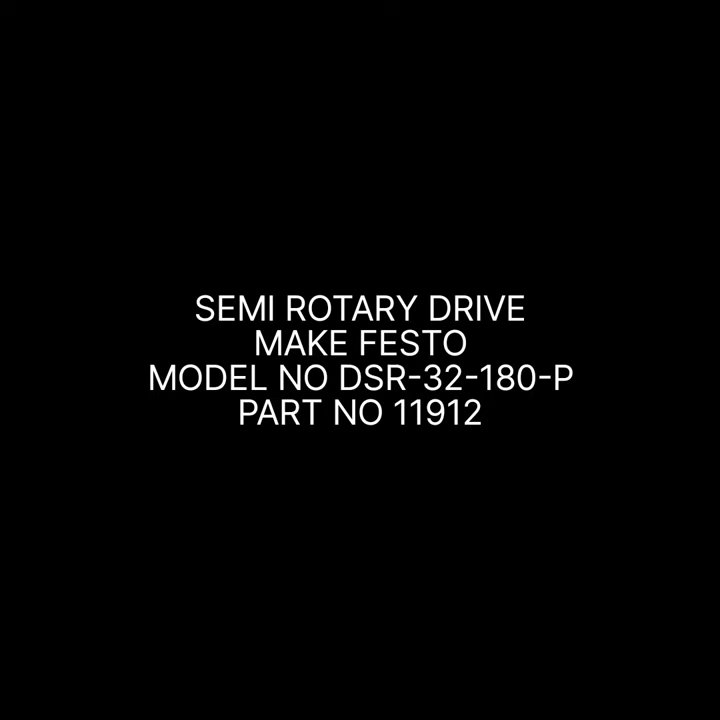 SEMI ROTARY DRIVE
MAKE FESTO
MODEL NO DSR-32-180-P
PART NO 11912